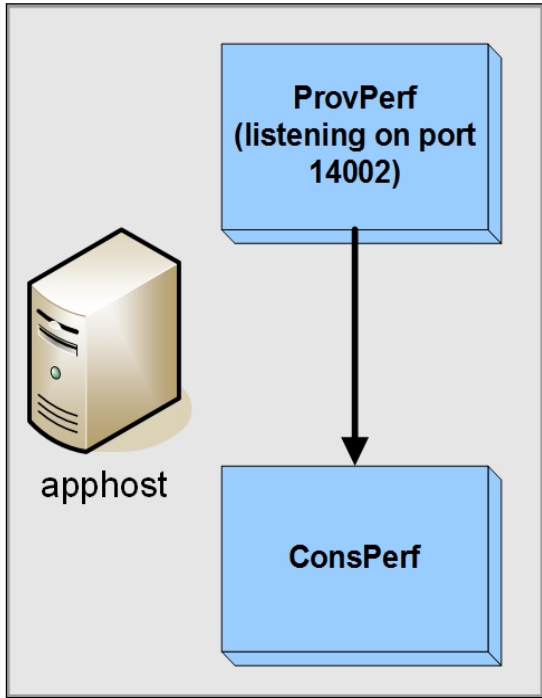 ProvPerf
(listening on port
14002)
apphost
ConsPerf